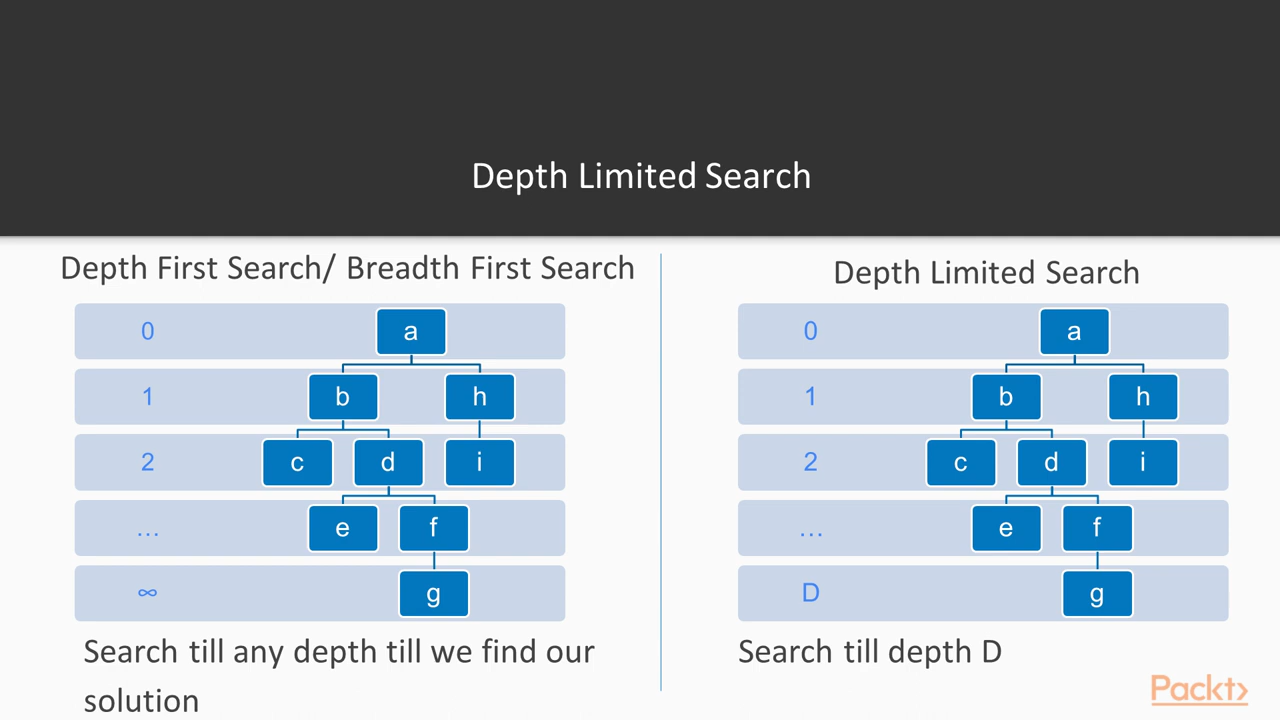 Depth Limited Search
Depth First Search/ Breadth First Search
0 a
1 b h
2 c d i
... e f
∞ g
Search till any depth till we find our
solution
Depth Limited Search
0 a
1 b h
2 c d i
... e f
D g
Search till depth D
Packt>